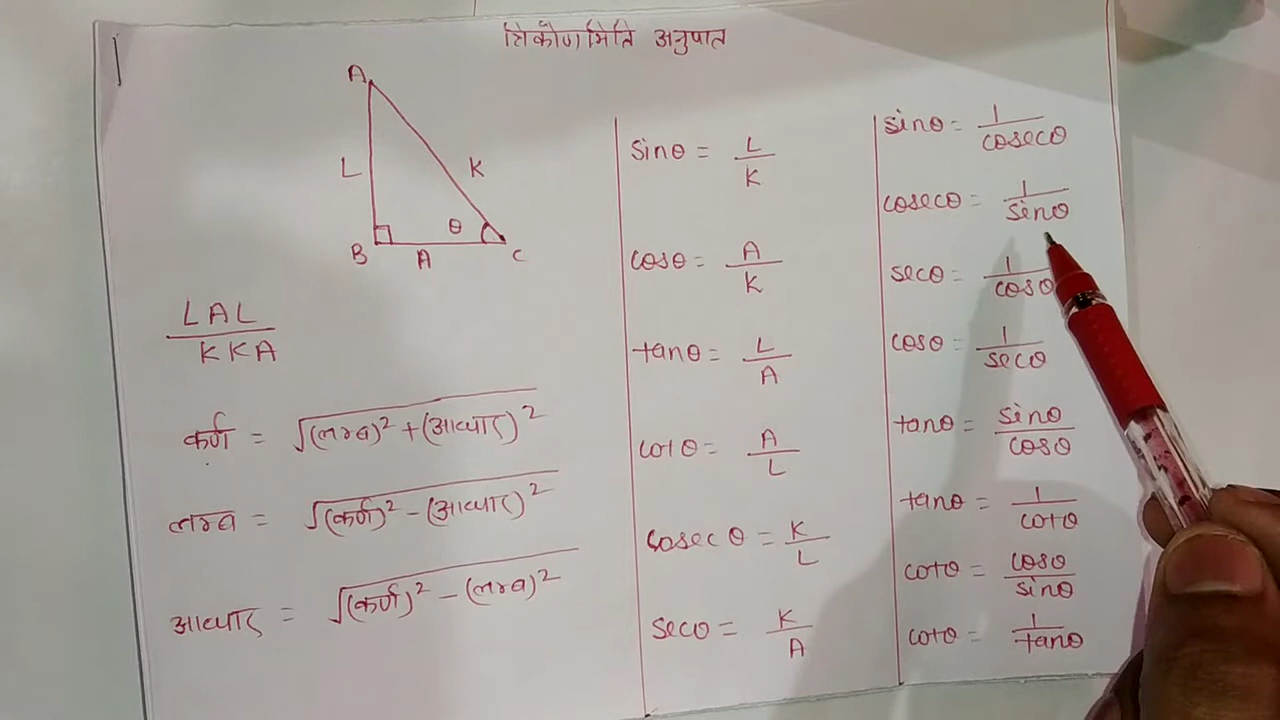 त्रिकोणमिति अनुपात
A
L
K
θ
B
A
C
LAL
KKA
कर्ण = √(लम्ब)² + (आधार)²
लम्ब = √(कर्ण)² - (आधार)²
आधार = √(कर्ण)² - (लम्ब)²
sinθ = L/K
cosθ = A/K
tanθ = L/A
cotθ = A/L
cosec θ = K/L
secθ = K/A
sinθ = 1/cosecθ
cosecθ = 1/sinθ
secθ = 1/cosθ
cosθ = 1/secθ
tanθ = sinθ/cosθ
tanθ = 1/cotθ
cotθ = cosθ/sinθ
cotθ = 1/tanθ